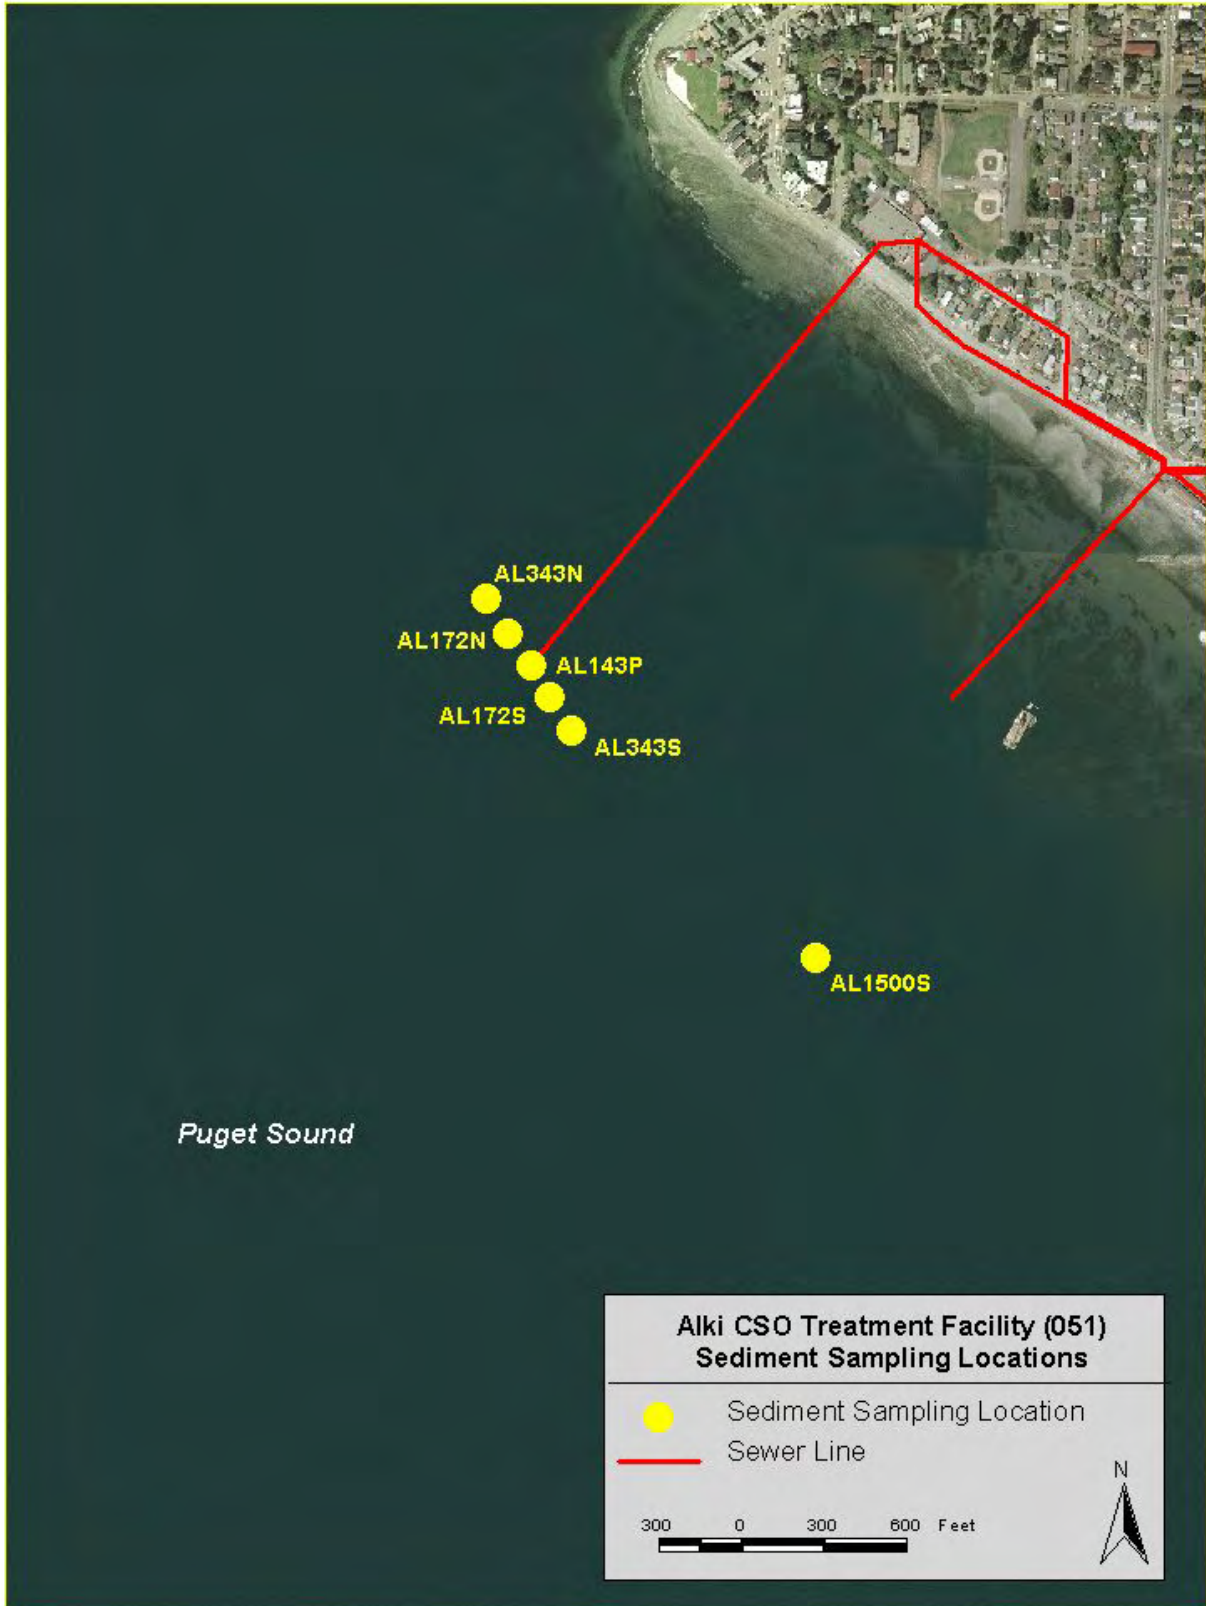 AL343N
AL172N
AL143P
AL172S
AL343S
AL1500S
Puget Sound
Alki CSO Treatment Facility (051)
Sediment Sampling Locations
Sediment Sampling Location
Sewer Line
N
300 0 300 600 Feet